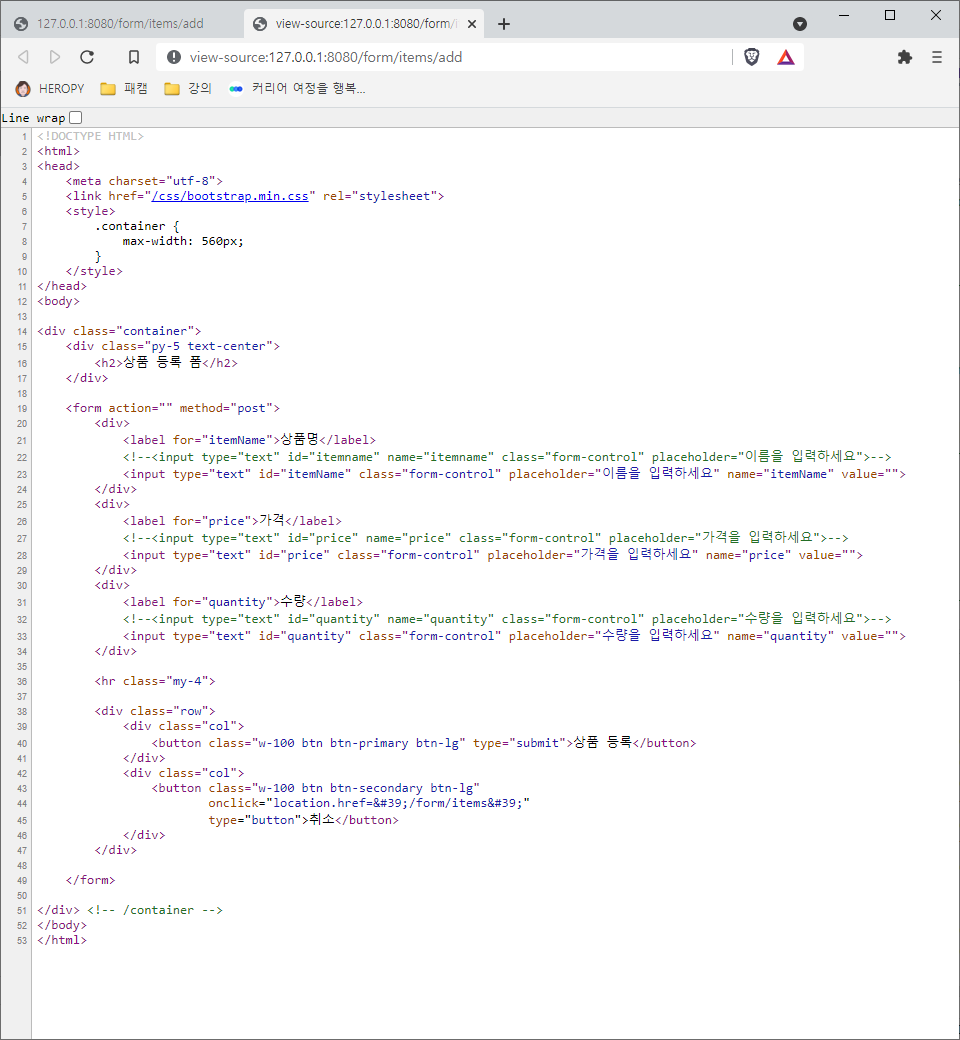 127.0.0.1:8080/form/items/add
view-source:127.0.0.1:8080/form/i
view-source:127.0.0.1:8080/form/items/add
HEROPY 패캠 강의 커리어 여정을 행복...
Line wrap
1 <!DOCTYPE HTML>
2 <html>
3 <head>
4 <meta charset="utf-8">
5 <link href="/css/bootstrap.min.css" rel="stylesheet">
6 <style>
7 .container {
8 max-width: 560px;
9 }
10 </style>
11 </head>
12 <body>
13
14 <div class="container">
15 <div class="py-5 text-center">
16 <h2>상품 등록 폼</h2>
17 </div>
18
19 <form action="" method="post">
20 <div>
21 <label for="itemName">상품명</label>
22 <!--<input type="text" id="itemname" name="itemname" class="form-control" placeholder="이름을 입력하세요">-->
23 <input type="text" id="itemName" class="form-control" placeholder="이름을 입력하세요" name="itemName" value="">
24 </div>
25 <div>
26 <label for="price">가격</label>
27 <!--<input type="text" id="price" name="price" class="form-control" placeholder="가격을 입력하세요">-->
28 <input type="text" id="price" class="form-control" placeholder="가격을 입력하세요" name="price" value="">
29 </div>
30 <div>
31 <label for="quantity">수량</label>
32 <!--<input type="text" id="quantity" name="quantity" class="form-control" placeholder="수량을 입력하세요">-->
33 <input type="text" id="quantity" class="form-control" placeholder="수량을 입력하세요" name="quantity" value="">
34 </div>
35
36 <hr class="my-4">
37
38 <div class="row">
39 <div class="col">
40 <button class="w-100 btn btn-primary btn-lg" type="submit">상품 등록</button>
41 </div>
42 <div class="col">
43 <button class="w-100 btn btn-secondary btn-lg"
44 onclick="location.href=&#39;/form/items&#39;"
45 type="button">취소</button>
46 </div>
47 </div>
48
49 </form>
50
51 </div> <!-- /container -->
52 </body>
53 </html>